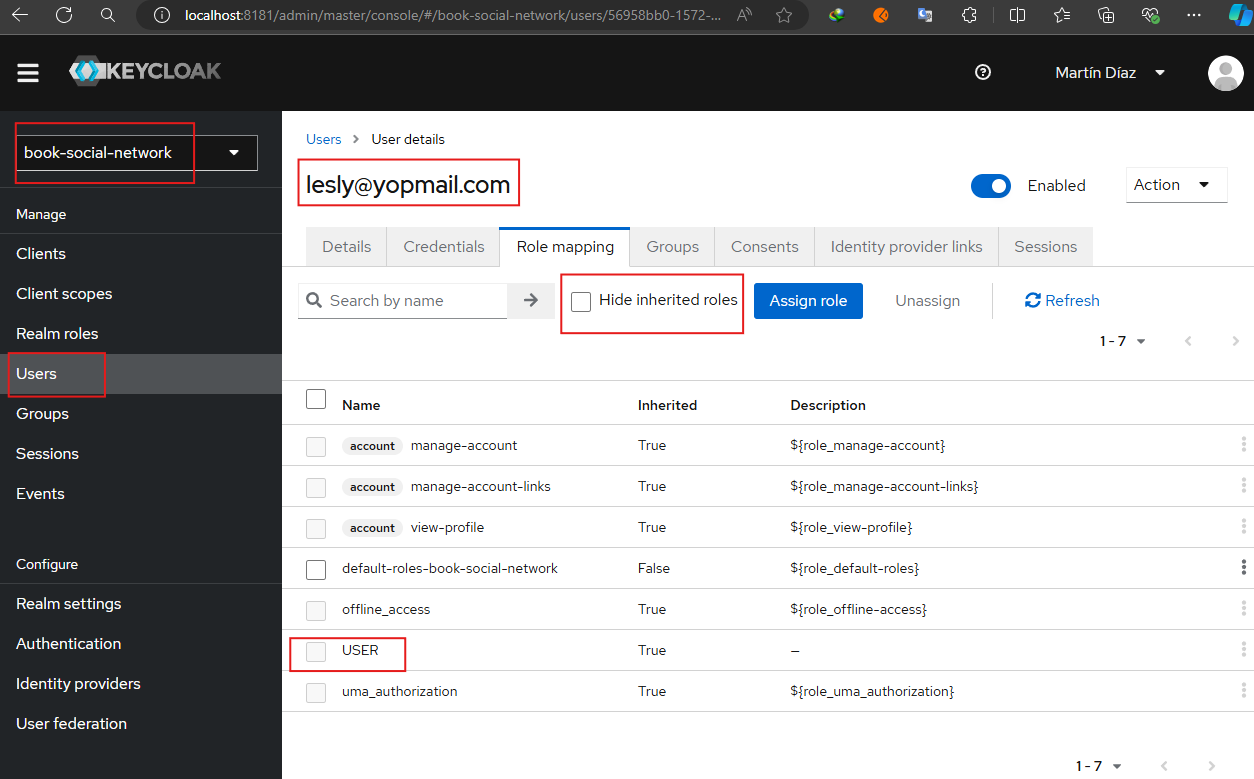 localhost:8181/admin/master/console/#/book-social-network/users/56958bb0-1572-...
KEYCLOAK
Martín Díaz
book-social-network
Manage
Clients
Client scopes
Realm roles
Users
Groups
Sessions
Events
Configure
Realm settings
Authentication
Identity providers
User federation
Users > User details
lesly@yopmail.com
Enabled
Action
Details Credentials Role mapping Groups Consents Identity provider links Sessions
Search by name Hide inherited roles Assign role Unassign Refresh
1 - 7
Name Inherited Description
account manage-account True ${role_manage-account}
account manage-account-links True ${role_manage-account-links}
account view-profile True ${role_view-profile}
default-roles-book-social-network False ${role_default-roles}
offline_access True ${role_offline-access}
USER True –
uma_authorization True ${role_uma_authorization}
1 - 7